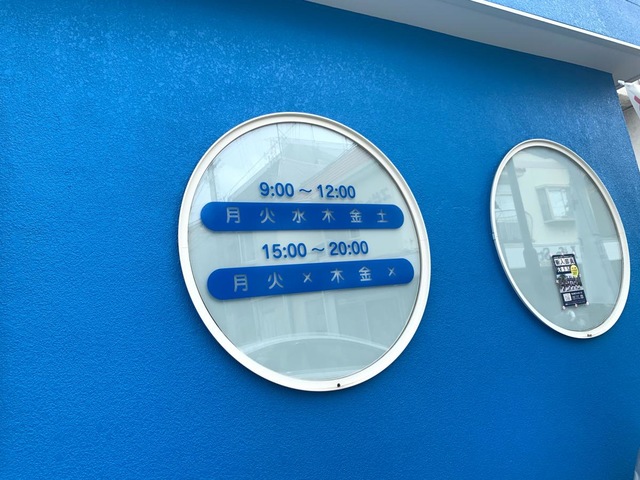 9:00～12:00
月 火 水 木 金 土
15:00～20:00
月 火 × 木 金 ×